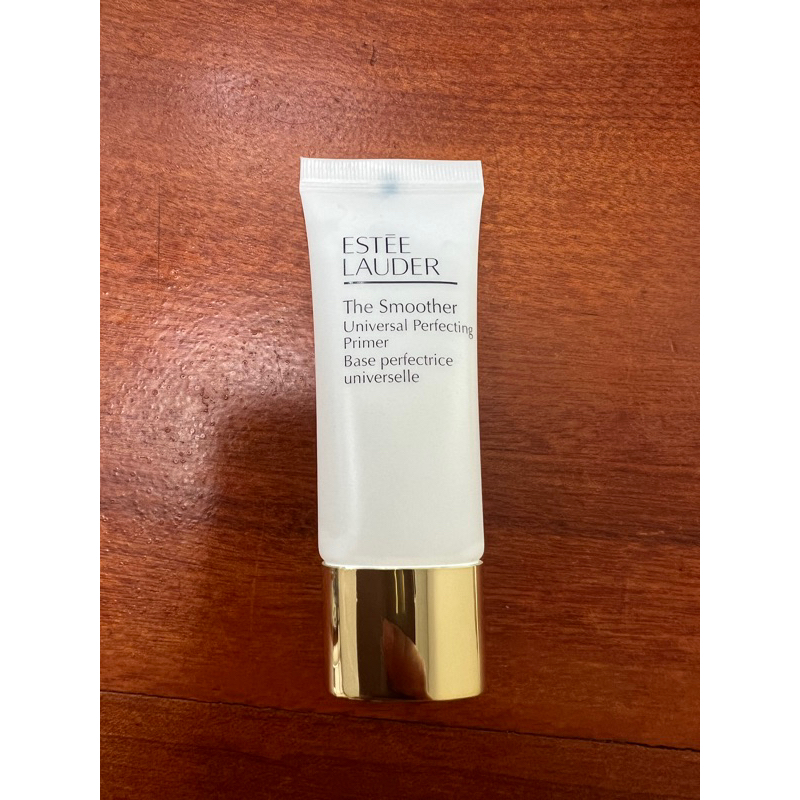 ESTĒE
LAUDER
The Smoother
Universal Perfecting
Primer
Base perfectrice
universelle